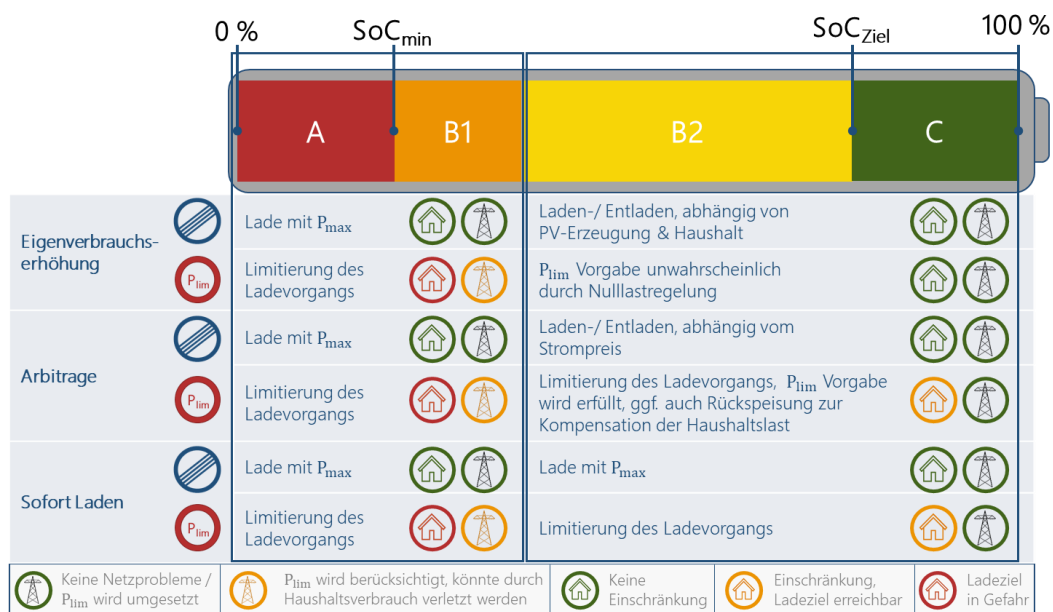 0 %
SoCmin
SoCZiel
100 %
A
B1
B2
C
Eigenverbrauchs-
erhöhung
Lade mit Pmax
Laden-/ Entladen, abhängig von
PV-Erzeugung & Haushalt
Plim
Limitierung des
Ladevorgangs
Plim Vorgabe unwahrscheinlich
durch Nulllastregelung
Arbitrage
Lade mit Pmax
Laden-/ Entladen, abhängig vom
Strompreis
Plim
Limitierung des
Ladevorgangs
Limitierung des Ladevorgangs, Plim Vorgabe
wird erfüllt, ggf. auch Rückspeisung zur
Kompensation der Haushaltslast
Sofort Laden
Lade mit Pmax
Lade mit Pmax
Plim
Limitierung des
Ladevorgangs
Limitierung des Ladevorgangs
Keine Netzprobleme /
Plim wird umgesetzt
Plim wird berücksichtigt, könnte durch
Haushaltsverbrauch verletzt werden
Keine
Einschränkung
Einschränkung,
Ladeziel erreichbar
Ladeziel
in Gefahr